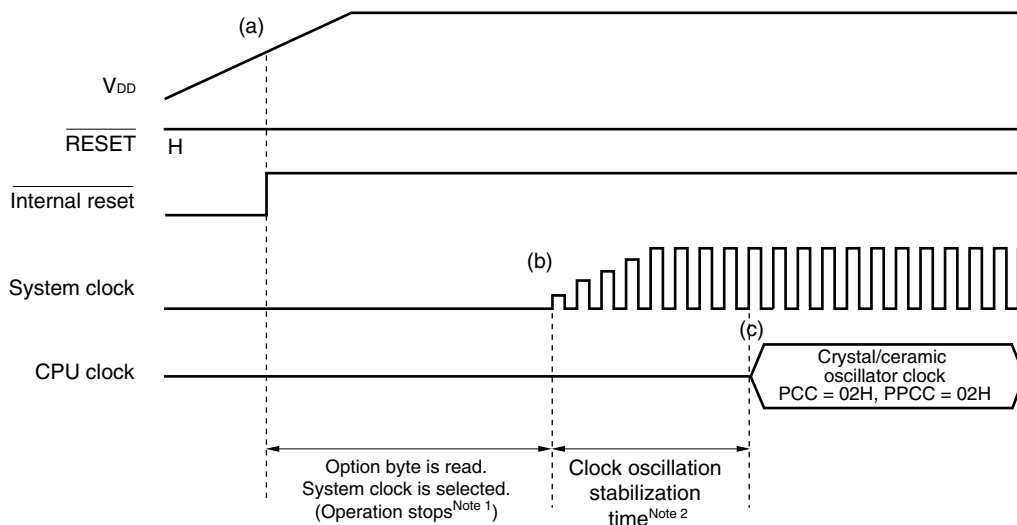 (a)
VDD
RESET
H
Internal reset
(b)
System clock
(c)
CPU clock
Crystal/ceramic
oscillator clock
PCC = 02H, PPCC = 02H
Option byte is read.
System clock is selected.
(Operation stopsNote 1)
Clock oscillation
stabilization
timeNote 2